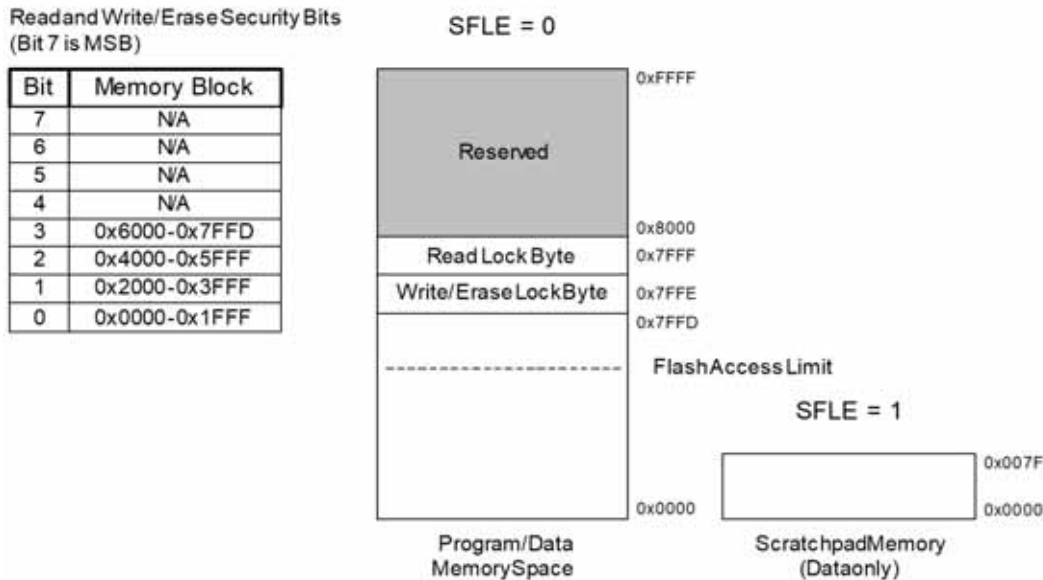 Read and Write/Erase Security Bits
(Bit 7 is MSB)
Bit Memory Block
7 N/A
6 N/A
5 N/A
4 N/A
3 0x6000-0x7FFD
2 0x4000-0x5FFF
1 0x2000-0x3FFF
0 0x0000-0x1FFF
SFLE = 0
0xFFFF
Reserved
0x8000
Read Lock Byte 0x7FFF
Write/Erase Lock Byte 0x7FFE
0x7FFD
Flash Access Limit
0x0000
Program/Data
Memory Space
SFLE = 1
0x007F
0x0000
Scratchpad Memory
(Data only)